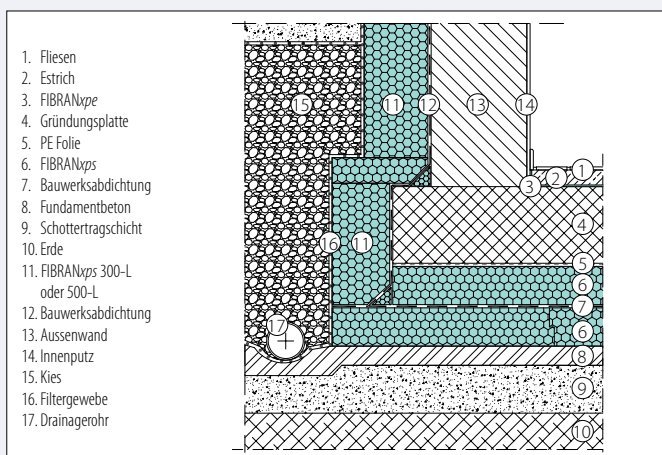 1. Fliesen
2. Estrich
3. FIBRANxpe
4. Gründungsplatte
5. PE Folie
6. FIBRANxps
7. Bauwerksabdichtung
8. Fundamentbeton
9. Schottertragschicht
10. Erde
11. FIBRANxps 300-L
oder 500-L
12. Bauwerksabdichtung
13. Aussenwand
14. Innenputz
15. Kies
16. Filtergewebe
17. Drainagerohr
15 11 12 13 14
1
2
3
4
16 11
5
6
7
17
6
8
9
10